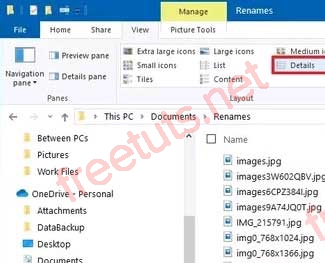 Manage
Renames
File
Home
Share
View
Picture Tools
Navigation pane
Preview pane
Details pane
Panes
Extra large icons
Large icons
Medium i
Small icons
List
Details
Tiles
Content
Layout
This PC > Documents > Renames
Between PCs
Pictures
Work Files
OneDrive - Personal
Attachments
DataBackup
Desktop
Documents
Name
images.jpg
images3W602QBV.jpg
images6CPZ384I.jpg
images9A74JQ0T.jpg
IMG_215791.jpg
img0_768x1024.jpg
img0_768x1366.jpg
freetuts.net
freetuts.net